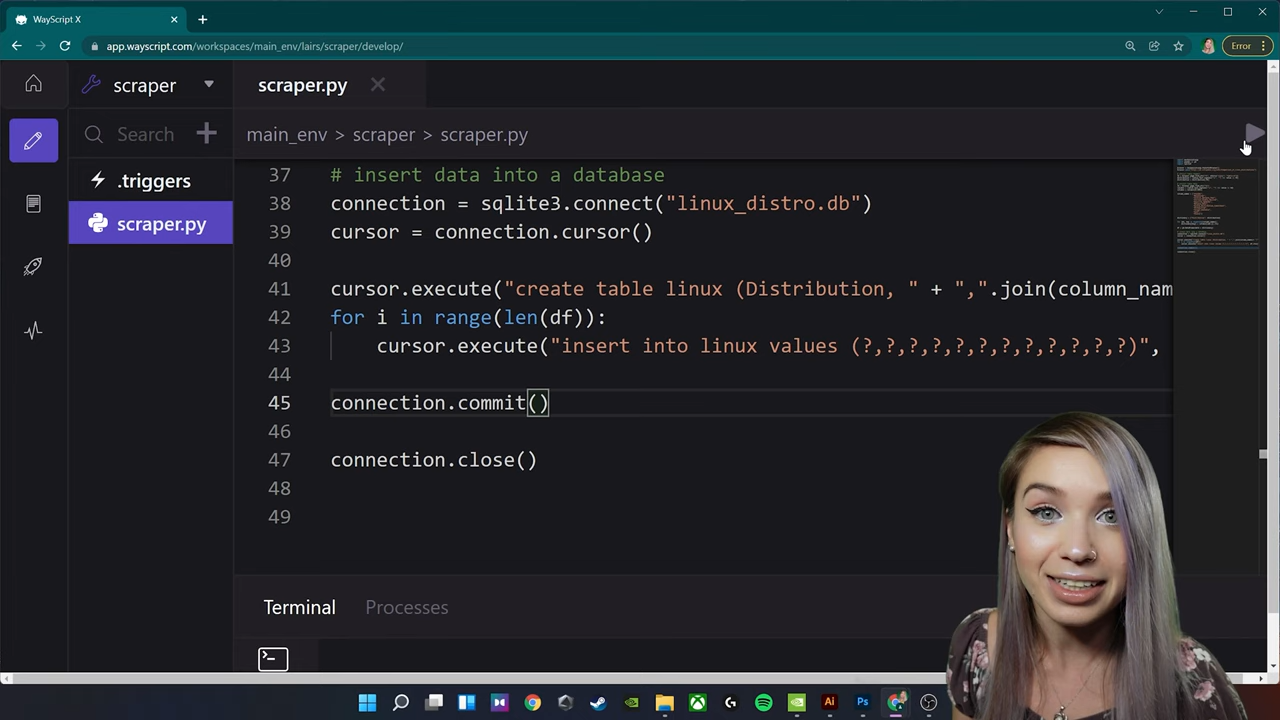 WayScript X
app.wayscript.com/workspaces/main_env/lairs/scraper/develop/
Error
scraper
scraper.py
Search
main_env > scraper > scraper.py
.triggers
scraper.py
37 # insert data into a database
38 connection = sqlite3.connect("linux_distro.db")
39 cursor = connection.cursor()
40
41 cursor.execute("create table linux (Distribution, " + ",".join(column_nam
42 for i in range(len(df)):
43 cursor.execute("insert into linux values (?,?,?,?,?,?,?,?,?,?,?,?)",
44
45 connection.commit()
46
47 connection.close()
48
49
Terminal Processes
Ai
Ps